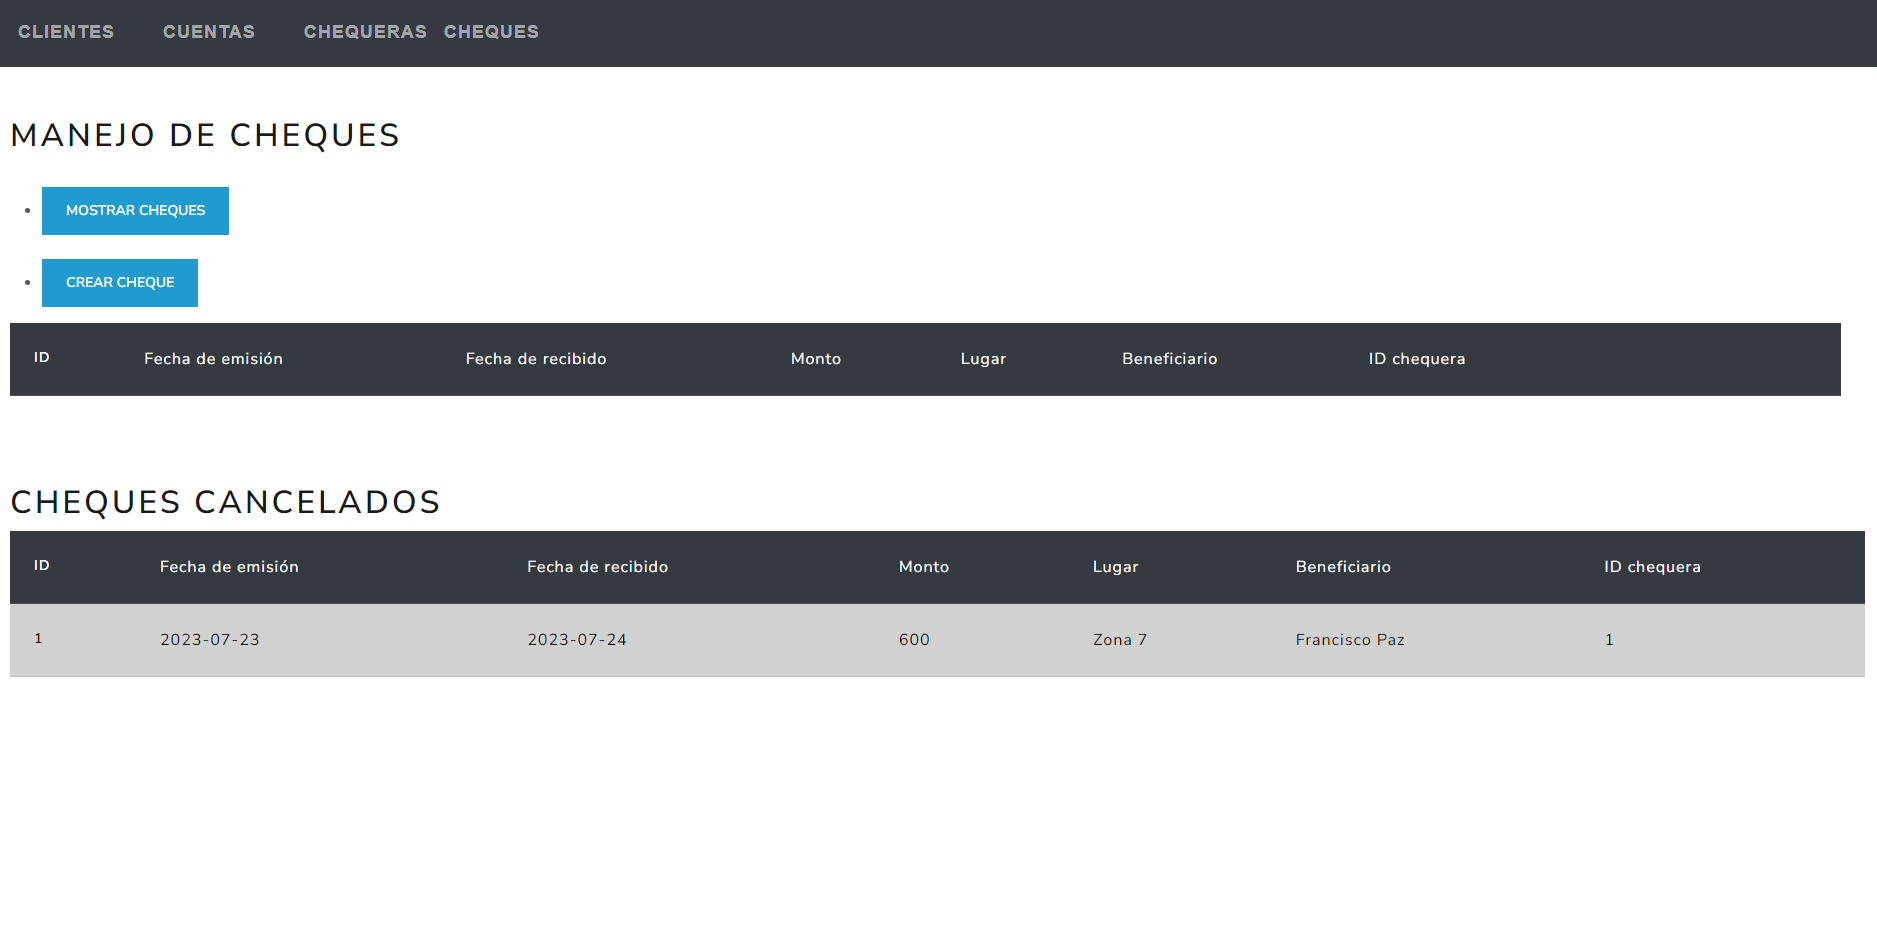 CLIENTES CUENTAS CHEQUERAS CHEQUES
MANEJO DE CHEQUES
MOSTRAR CHEQUES
CREAR CHEQUE
ID Fecha de emisión Fecha de recibido Monto Lugar Beneficiario ID chequera
CHEQUES CANCELADOS
ID Fecha de emisión Fecha de recibido Monto Lugar Beneficiario ID chequera
1 2023-07-23 2023-07-24 600 Zona 7 Francisco Paz 1